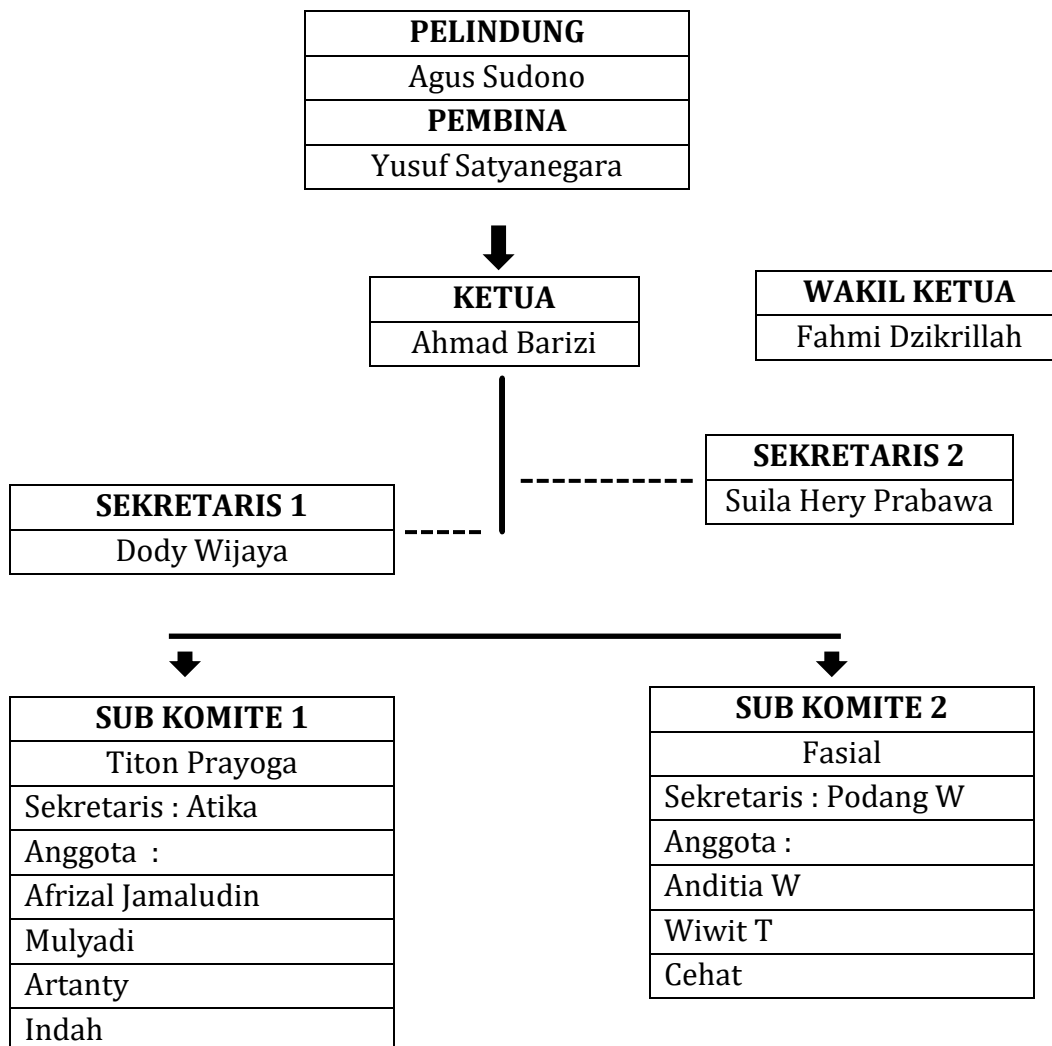 PELINDUNG
Agus Sudono
PEMBINA
Yusuf Satyanegara
KETUA
Ahmad Barizi
WAKIL KETUA
Fahmi Dzikrillah
SEKRETARIS 2
Suila Hery Prabawa
SEKRETARIS 1
Dody Wijaya
SUB KOMITE 1
Titon Prayoga
Sekretaris : Atika
Anggota :
Afrizal Jamaludin
Mulyadi
Artanty
Indah
SUB KOMITE 2
Fasial
Sekretaris : Podang W
Anggota :
Anditia W
Wiwit T
Cehat